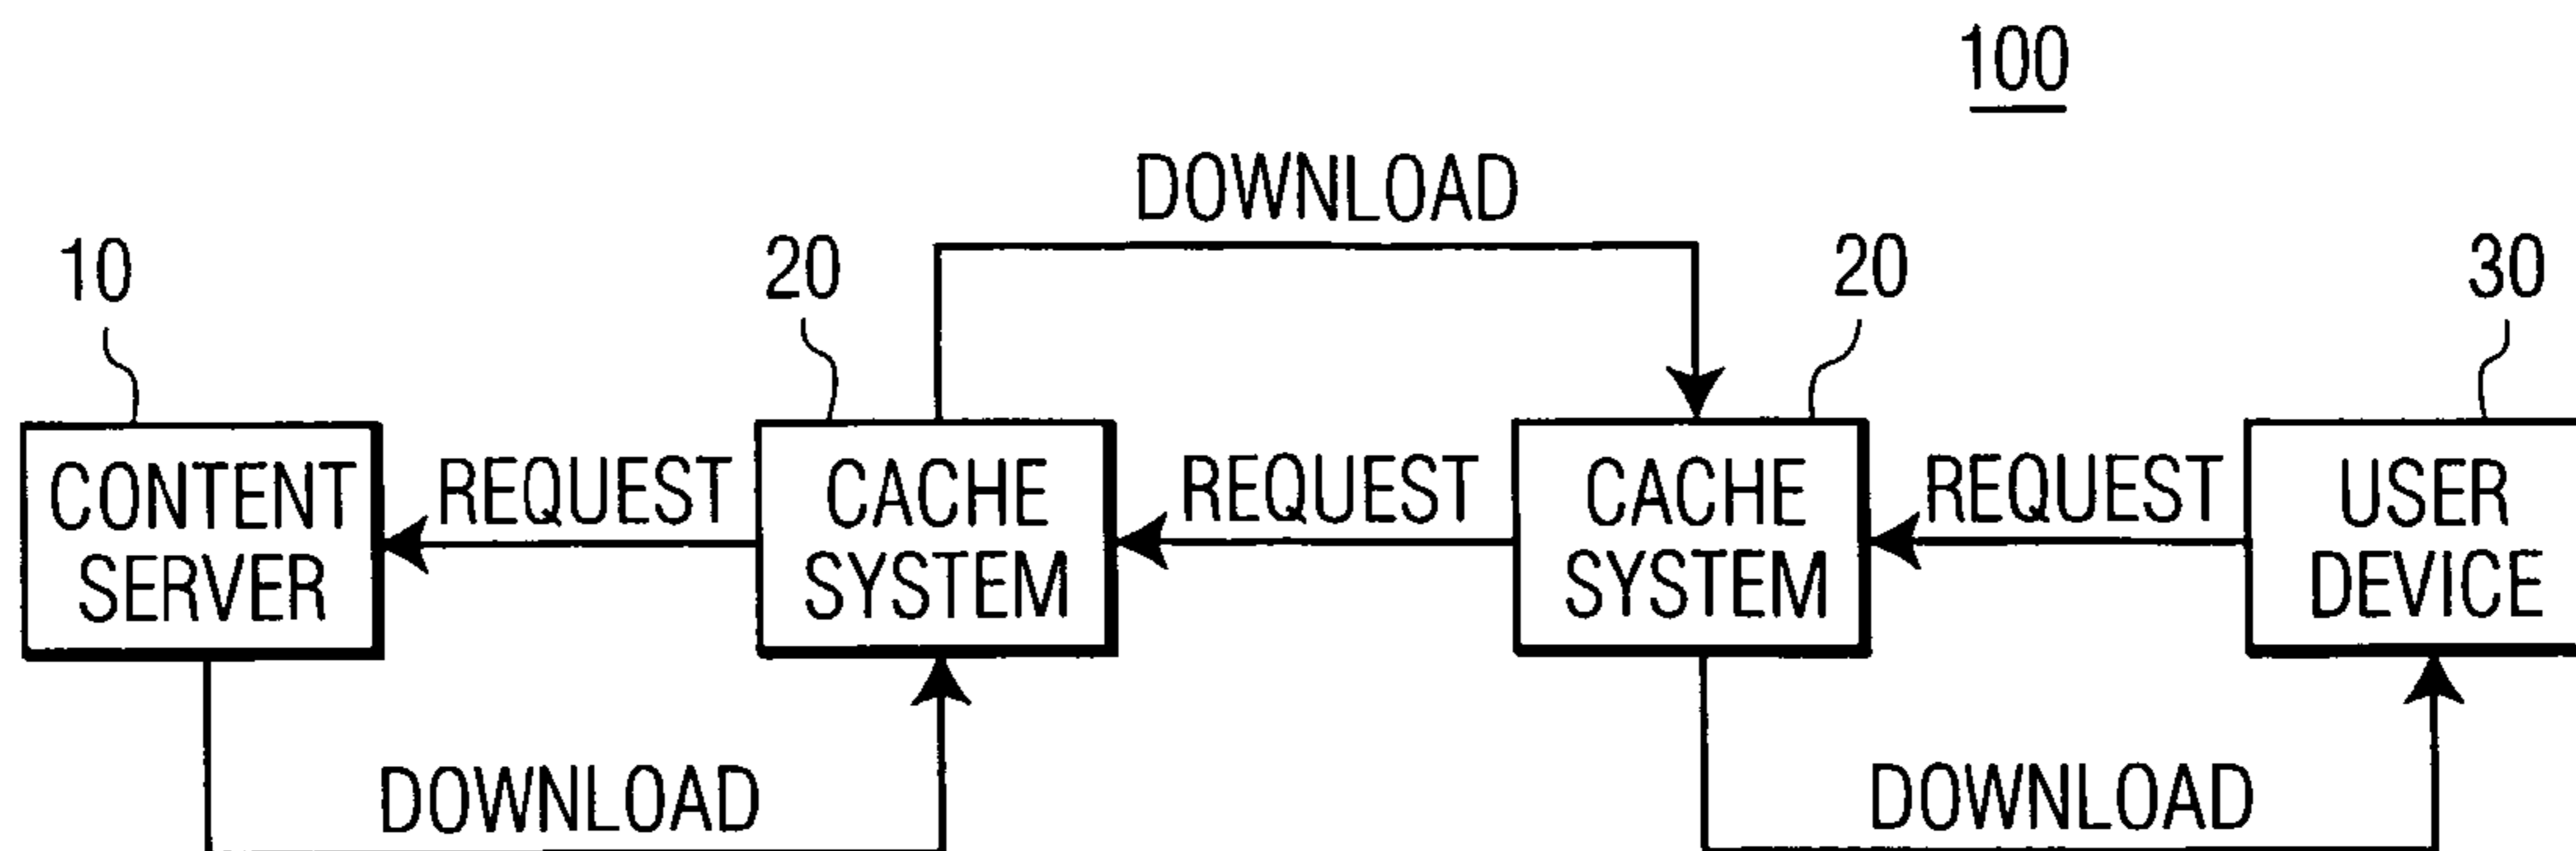 100
DOWNLOAD
10
20
20
30
CONTENT
SERVER
REQUEST
CACHE
SYSTEM
REQUEST
CACHE
SYSTEM
REQUEST
USER
DEVICE
DOWNLOAD
DOWNLOAD